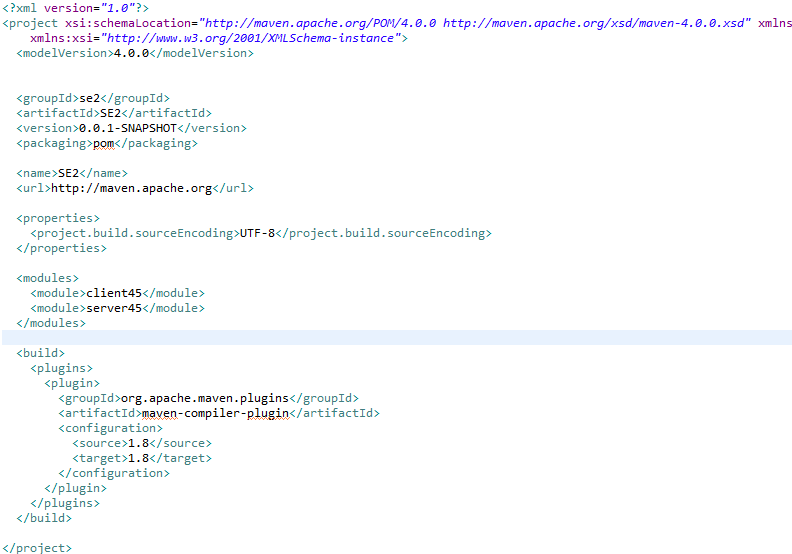 <?xml version="1.0"?>
<project xsi:schemaLocation="http://maven.apache.org/POM/4.0.0 http://maven.apache.org/xsd/maven-4.0.0.xsd" xmlns
    xmlns:xsi="http://www.w3.org/2001/XMLSchema-instance">
  <modelVersion>4.0.0</modelVersion>
  <groupId>se2</groupId>
  <artifactId>SE2</artifactId>
  <version>0.0.1-SNAPSHOT</version>
  <packaging>pom</packaging>
  <name>SE2</name>
  <url>http://maven.apache.org</url>
  <properties>
    <project.build.sourceEncoding>UTF-8</project.build.sourceEncoding>
  </properties>
  <modules>
    <module>client45</module>
    <module>server45</module>
  </modules>
  <build>
    <plugins>
      <plugin>
        <groupId>org.apache.maven.plugins</groupId>
        <artifactId>maven-compiler-plugin</artifactId>
        <configuration>
          <source>1.8</source>
          <target>1.8</target>
        </configuration>
      </plugin>
    </plugins>
  </build>
</project>